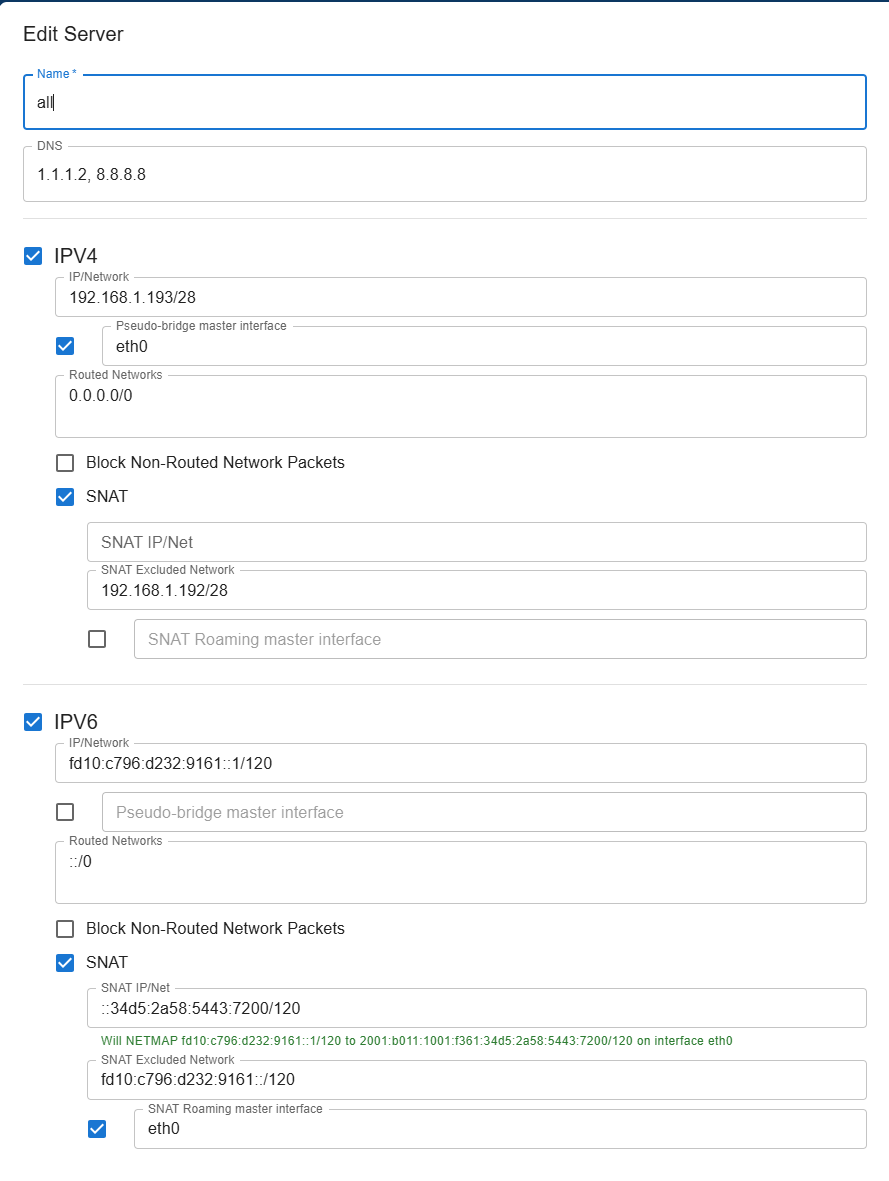 Edit Server
Name *
all
DNS
1.1.1.2, 8.8.8.8
IPV4
IP/Network
192.168.1.193/28
Pseudo-bridge master interface
eth0
Routed Networks
0.0.0.0/0
Block Non-Routed Network Packets
SNAT
SNAT IP/Net
SNAT Excluded Network
192.168.1.192/28
SNAT Roaming master interface
IPV6
IP/Network
fd10:c796:d232:9161::1/120
Pseudo-bridge master interface
Routed Networks
::/0
Block Non-Routed Network Packets
SNAT
SNAT IP/Net
::34d5:2a58:5443:7200/120
Will NETMAP fd10:c796:d232:9161::1/120 to 2001:b011:1001:f361:34d5:2a58:5443:7200/120 on interface eth0
SNAT Excluded Network
fd10:c796:d232:9161::/120
SNAT Roaming master interface
eth0